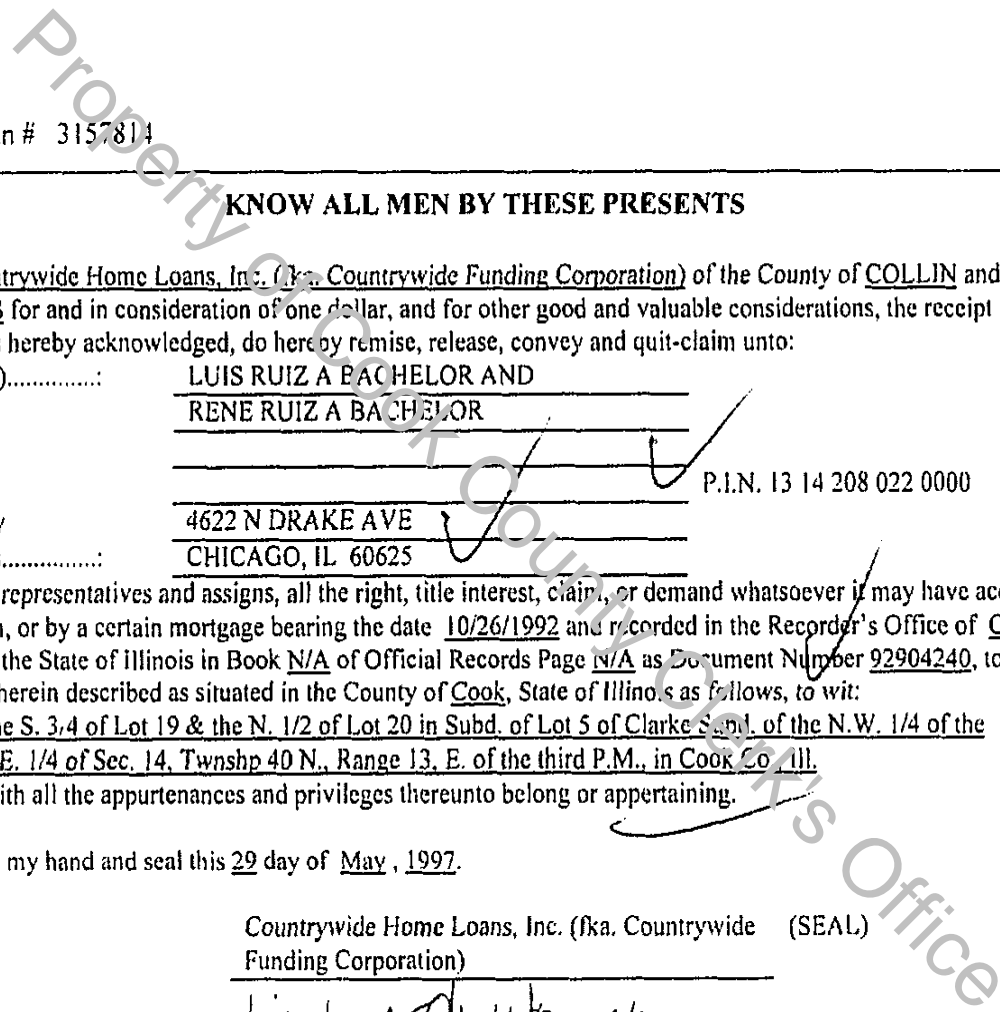 Property of Cook County Clerk's Office
n # 3157814
KNOW ALL MEN BY THESE PRESENTS
trywide Home Loans, Inc. (fka. Countrywide Funding Corporation) of the County of COLLIN and
for and in consideration of one dollar, and for other good and valuable considerations, the receipt
hereby acknowledged, do hereby remise, release, convey and quit-claim unto:
)..............: LUIS RUIZ A BACHELOR AND
RENE RUIZ A BACHELOR
P.I.N. 13 14 208 022 0000
4622 N DRAKE AVE
...............: CHICAGO, IL 60625
representatives and assigns, all the right, title interest, claim, or demand whatsoever it may have ac
, or by a certain mortgage bearing the date 10/26/1992 and recorded in the Recorder's Office of
the State of Illinois in Book N/A of Official Records Page N/A as Document Number 92904240, to
herein described as situated in the County of Cook, State of Illinois as follows, to wit:
e S. 3/4 of Lot 19 & the N. 1/2 of Lot 20 in Subd. of Lot 5 of Clarke Subd. of the N.W. 1/4 of the
E. 1/4 of Sec. 14, Twnshp 40 N., Range 13, E. of the third P.M., in Cook Co., Ill.
ith all the appurtenances and privileges thereunto belong or appertaining.
my hand and seal this 29 day of May , 1997.
Countrywide Home Loans, Inc. (fka. Countrywide (SEAL)
Funding Corporation)